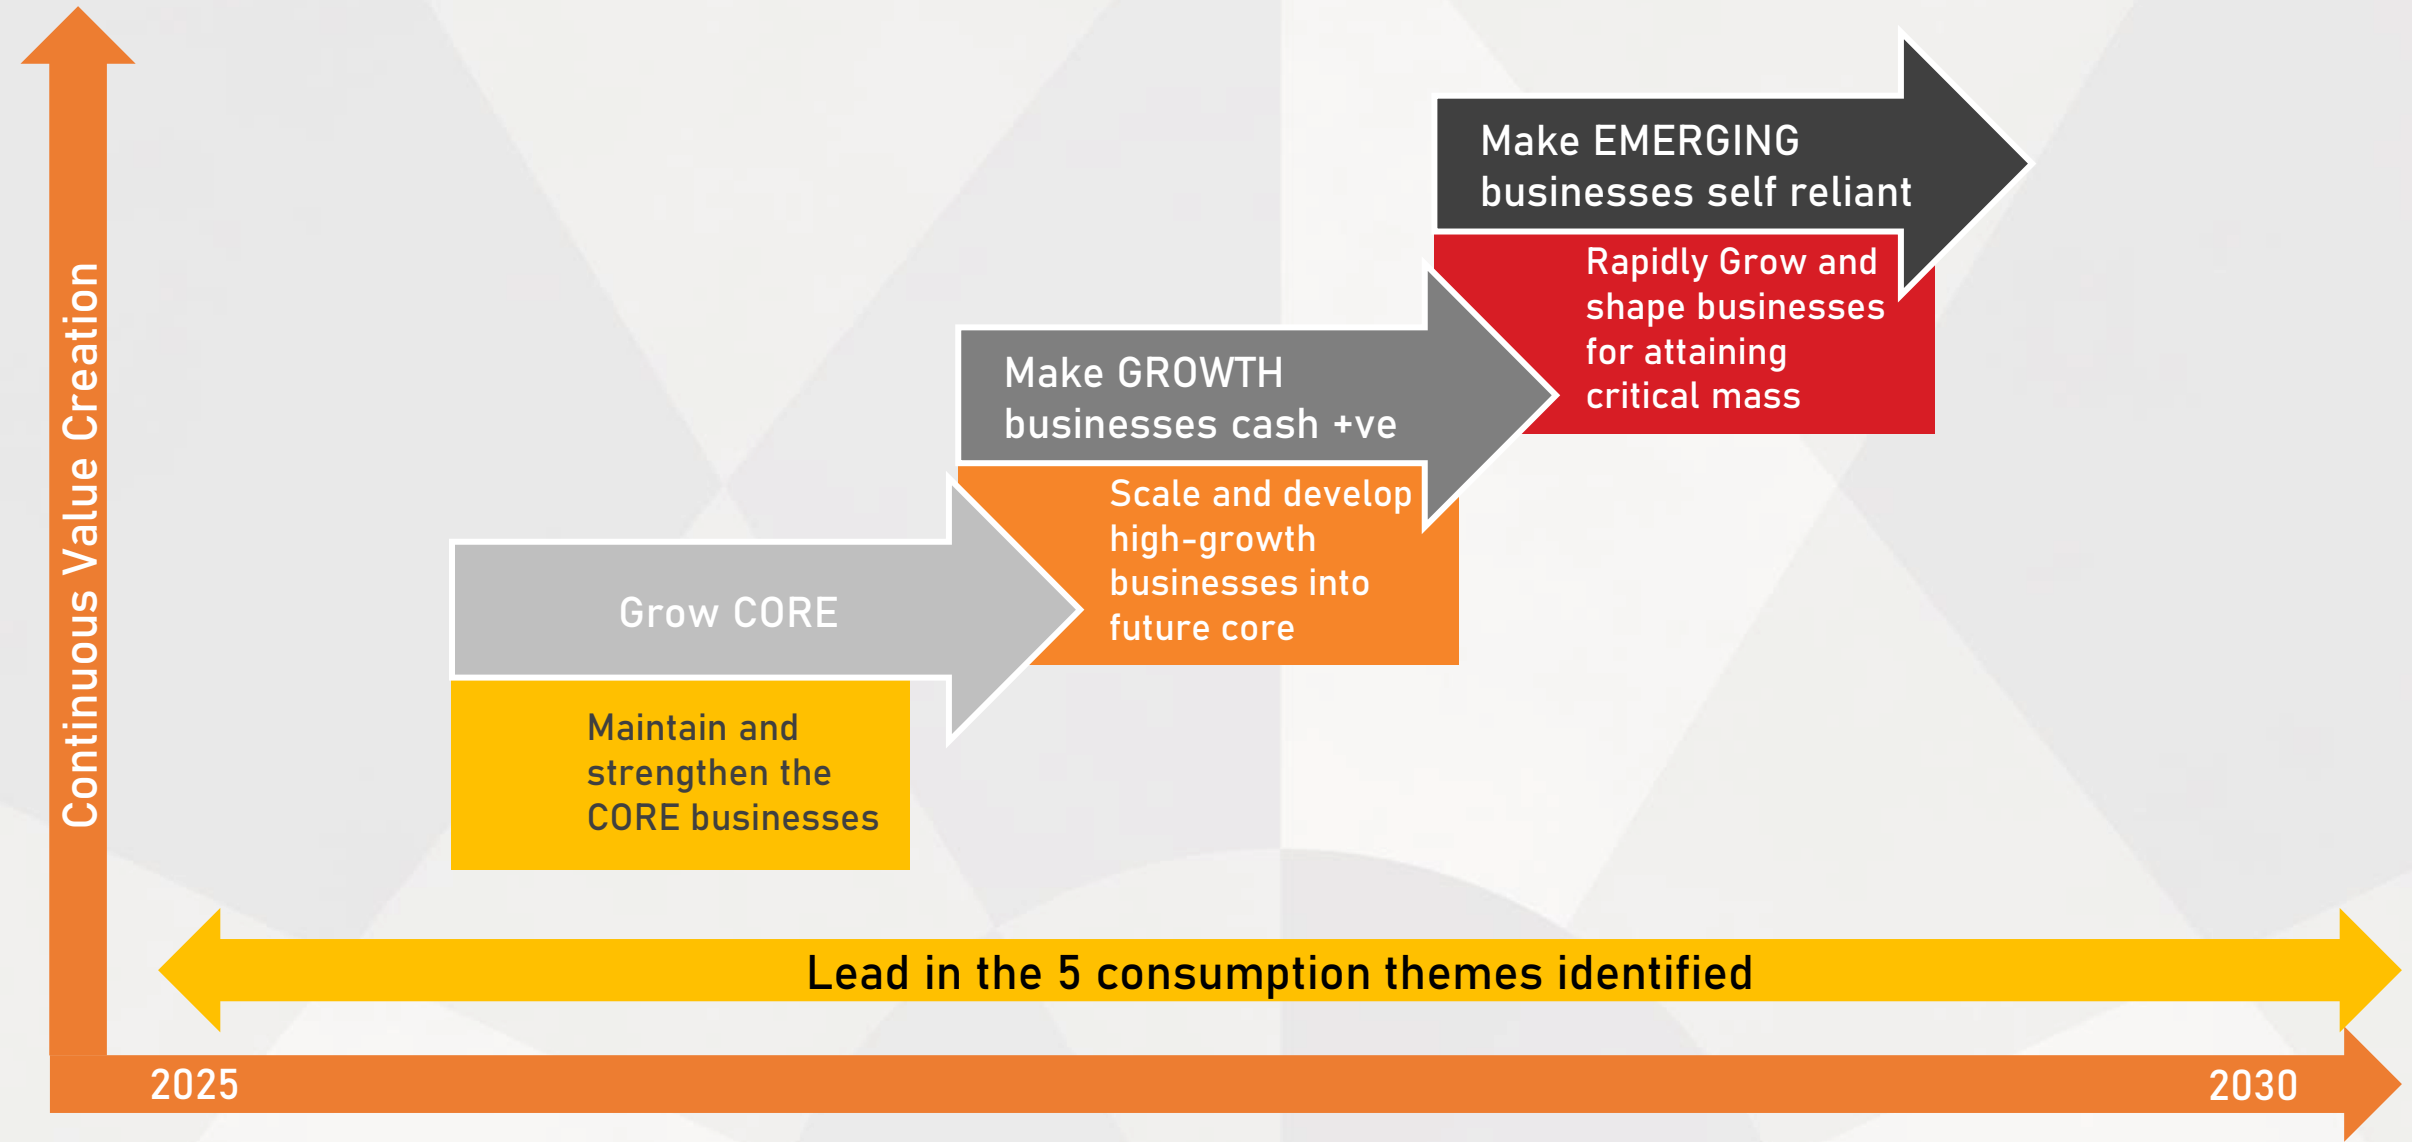 Continuous Value Creation
Make EMERGING
businesses self reliant
Rapidly Grow and
shape businesses
for attaining
critical mass
Make GROWTH
businesses cash +ve
Scale and develop
high-growth
businesses into
future core
Grow CORE
Maintain and
strengthen the
CORE businesses
Lead in the 5 consumption themes identified
2025
2030